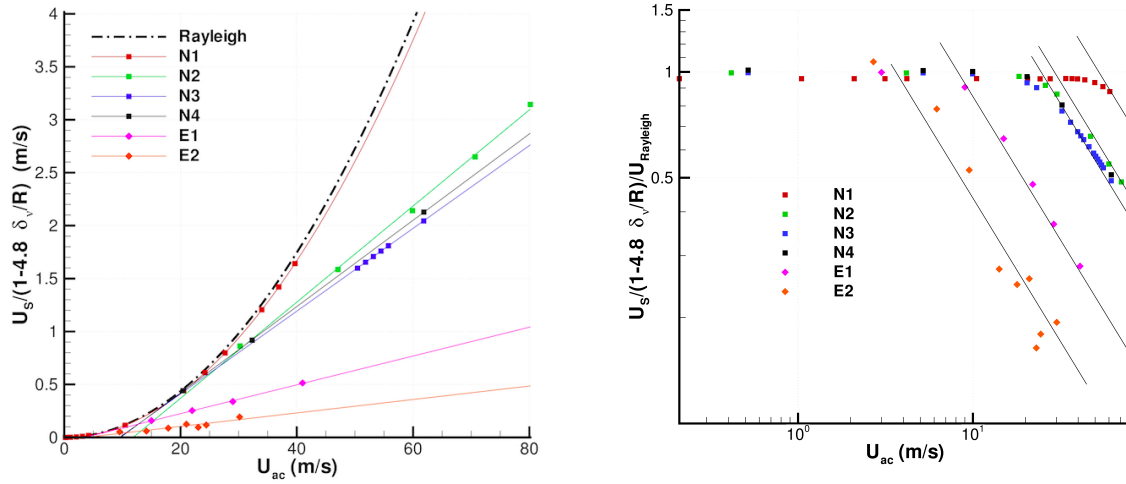 U_S/(1-4.8 δ_ν/R) (m/s)
4
3.5
3
2.5
2
1.5
1
0.5
0
Rayleigh
N1
N2
N3
N4
E1
E2
0
20
40
60
80
U_ac (m/s)
U_S/(1-4.8 δ_ν/R)/U_Rayleigh
1.5
1
0.5
N1
N2
N3
N4
E1
E2
10^0
10^1
U_ac (m/s)